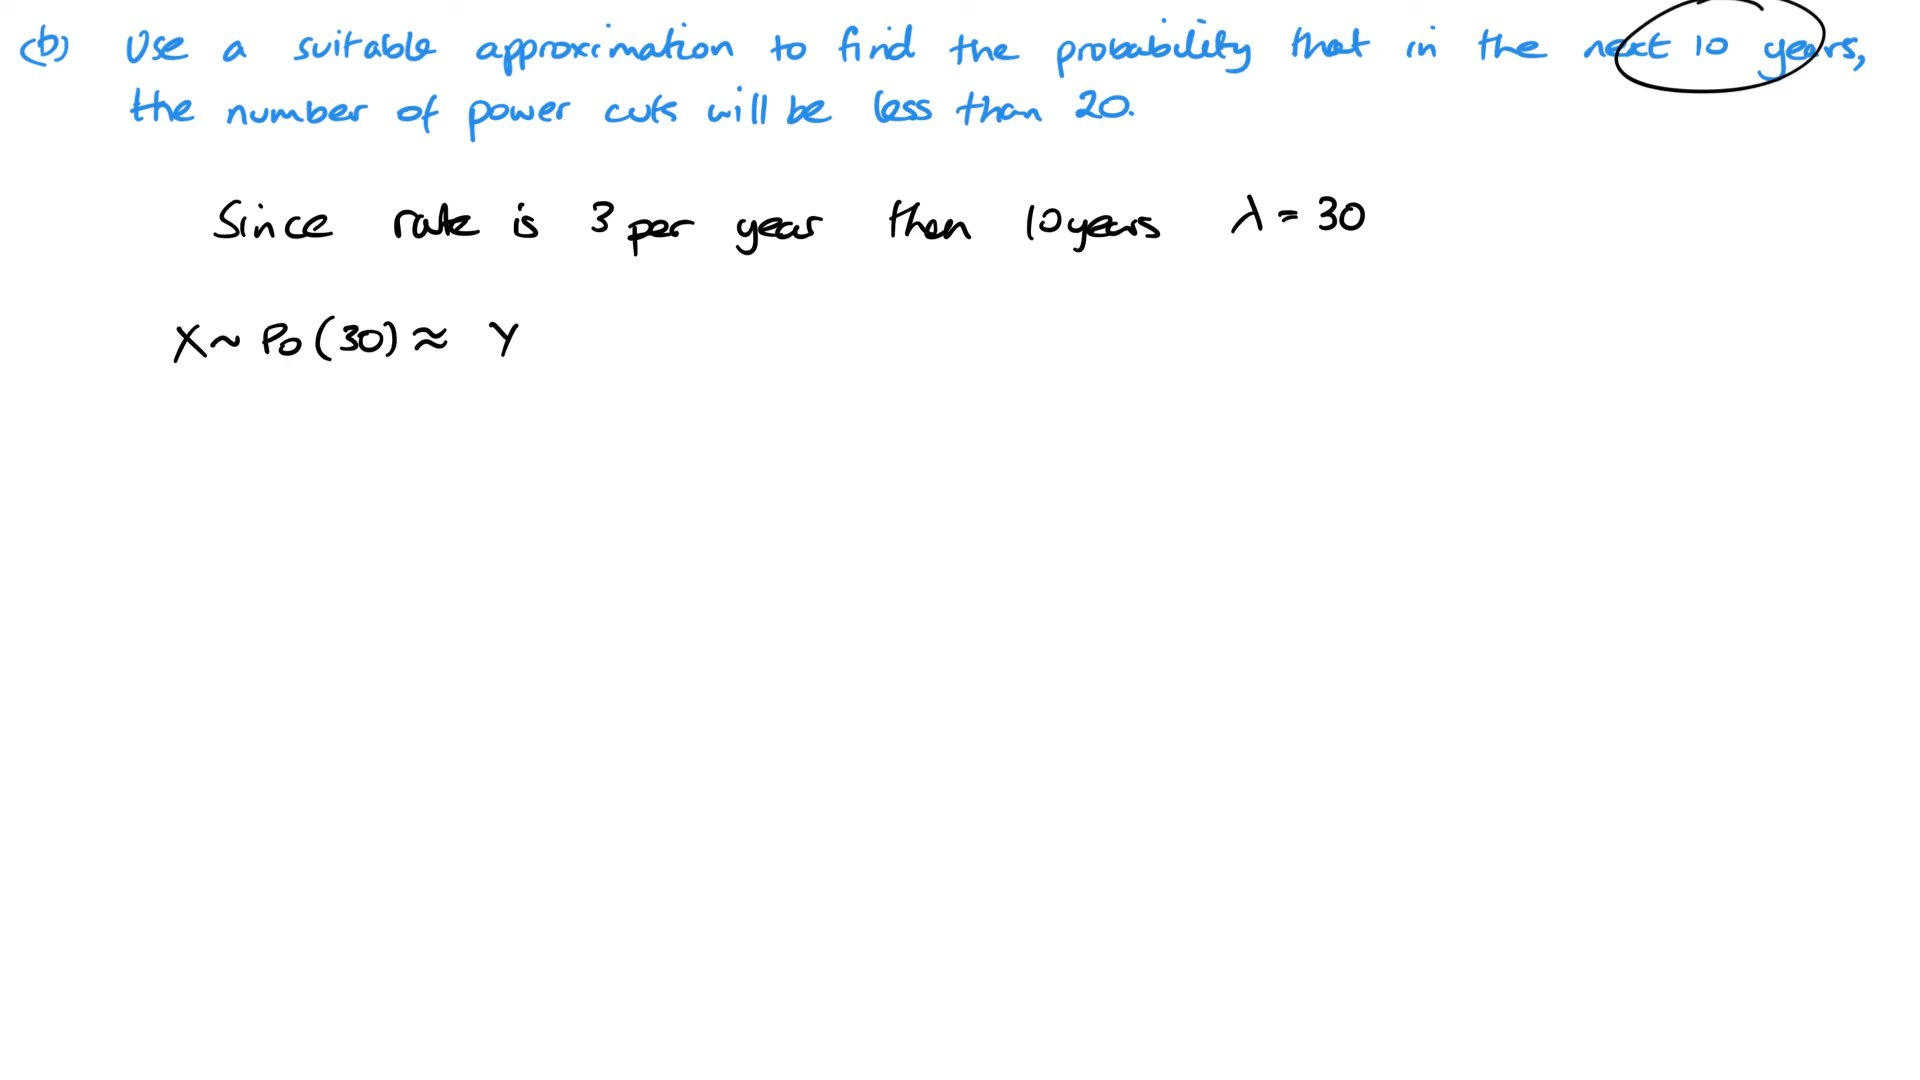 (b) Use a suitable approximation to find the probability that in the next 10 years,
the number of power cuts will be less than 20.
Since rate is 3 per year then 10 years λ = 30
X ~ Po (30) ≈ Y